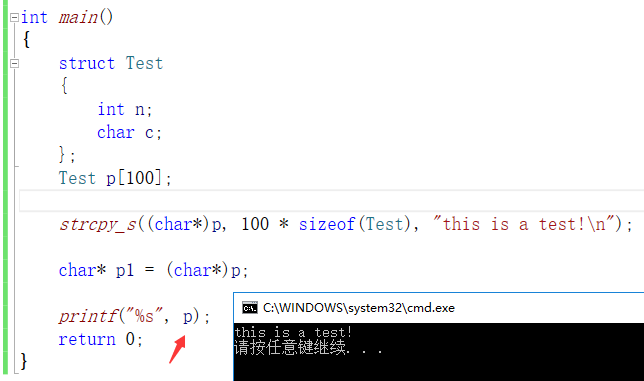 int main()
{
struct Test
{
int n;
char c;
};
Test p[100];
strcpy_s((char*)p, 100 * sizeof(Test), "this is a test!\n");
char* p1 = (char*)p;
printf("%s", p);
return 0;
}
C:\WINDOWS\system32\cmd.exe
this is a test!
请按任意键继续. . .